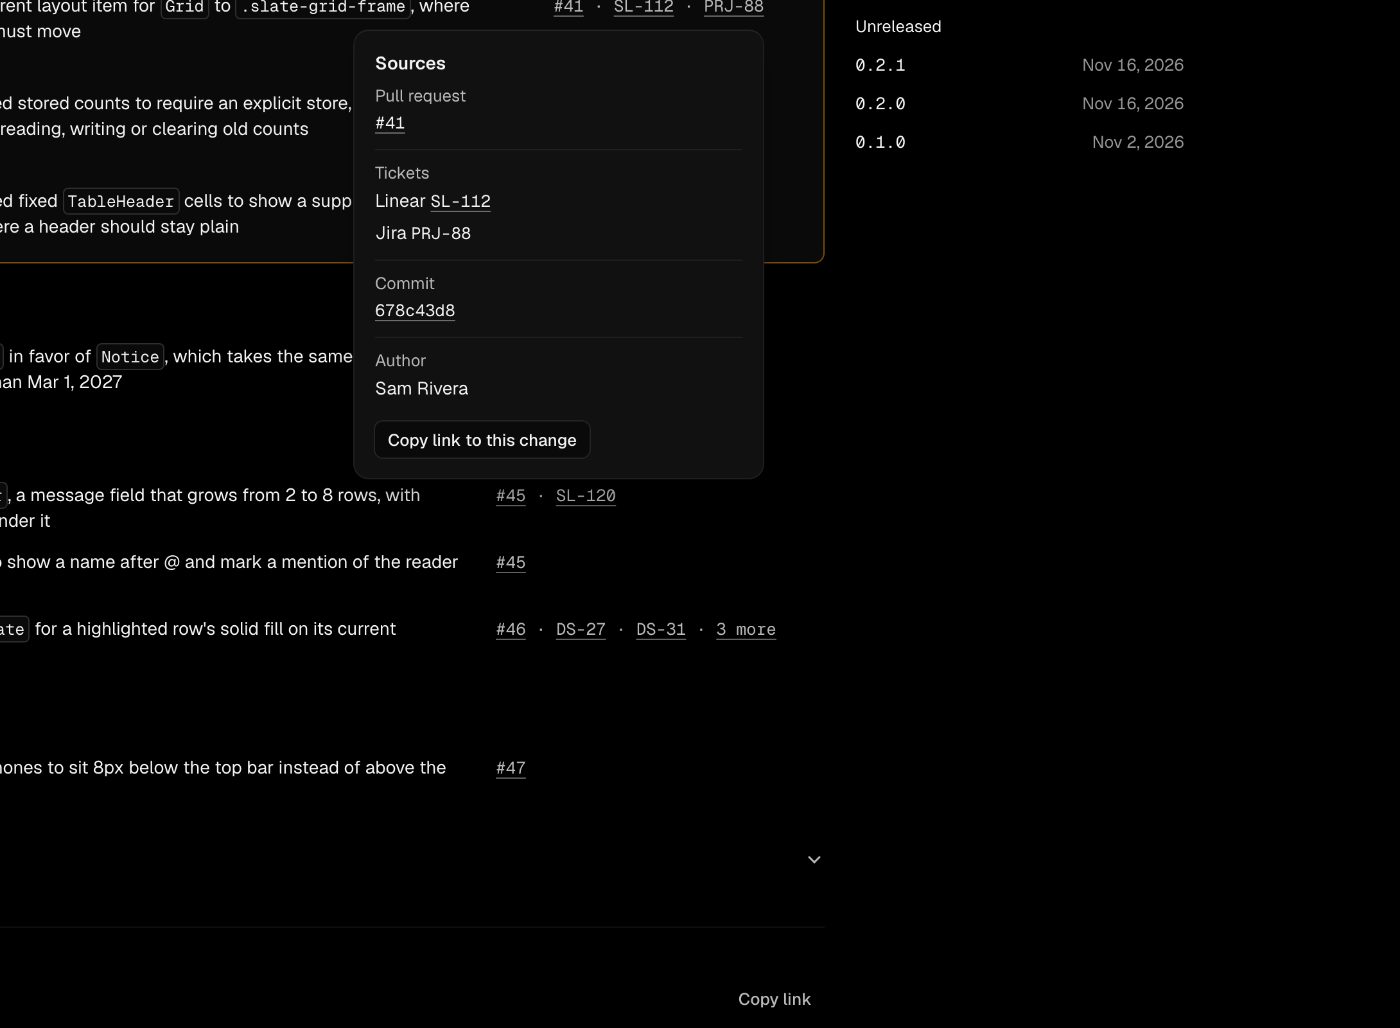 rent layout item for Grid to .slate-grid-frame, where #41 · SL-112 · PRJ-88
must move
ed stored counts to require an explicit store,
reading, writing or clearing old counts
ed fixed TableHeader cells to show a supp
ere a header should stay plain
Sources
Pull request
#41
Tickets
Linear SL-112
Jira PRJ-88
Commit
678c43d8
Author
Sam Rivera
Copy link to this change
in favor of Notice, which takes the same
an Mar 1, 2027
, a message field that grows from 2 to 8 rows, with #45 · SL-120
nder it
show a name after @ and mark a mention of the reader #45
ate for a highlighted row's solid fill on its current #46 · DS-27 · DS-31 · 3 more
ones to sit 8px below the top bar instead of above the #47
Copy link
Unreleased
0.2.1 Nov 16, 2026
0.2.0 Nov 16, 2026
0.1.0 Nov 2, 2026